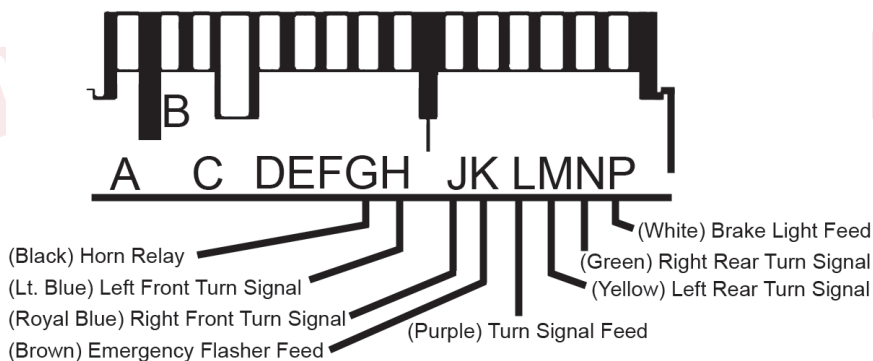 B
A C DEFGH JK LMNP
(White) Brake Light Feed
(Black) Horn Relay
(Green) Right Rear Turn Signal
(Lt. Blue) Left Front Turn Signal
(Yellow) Left Rear Turn Signal
(Royal Blue) Right Front Turn Signal
(Purple) Turn Signal Feed
(Brown) Emergency Flasher Feed